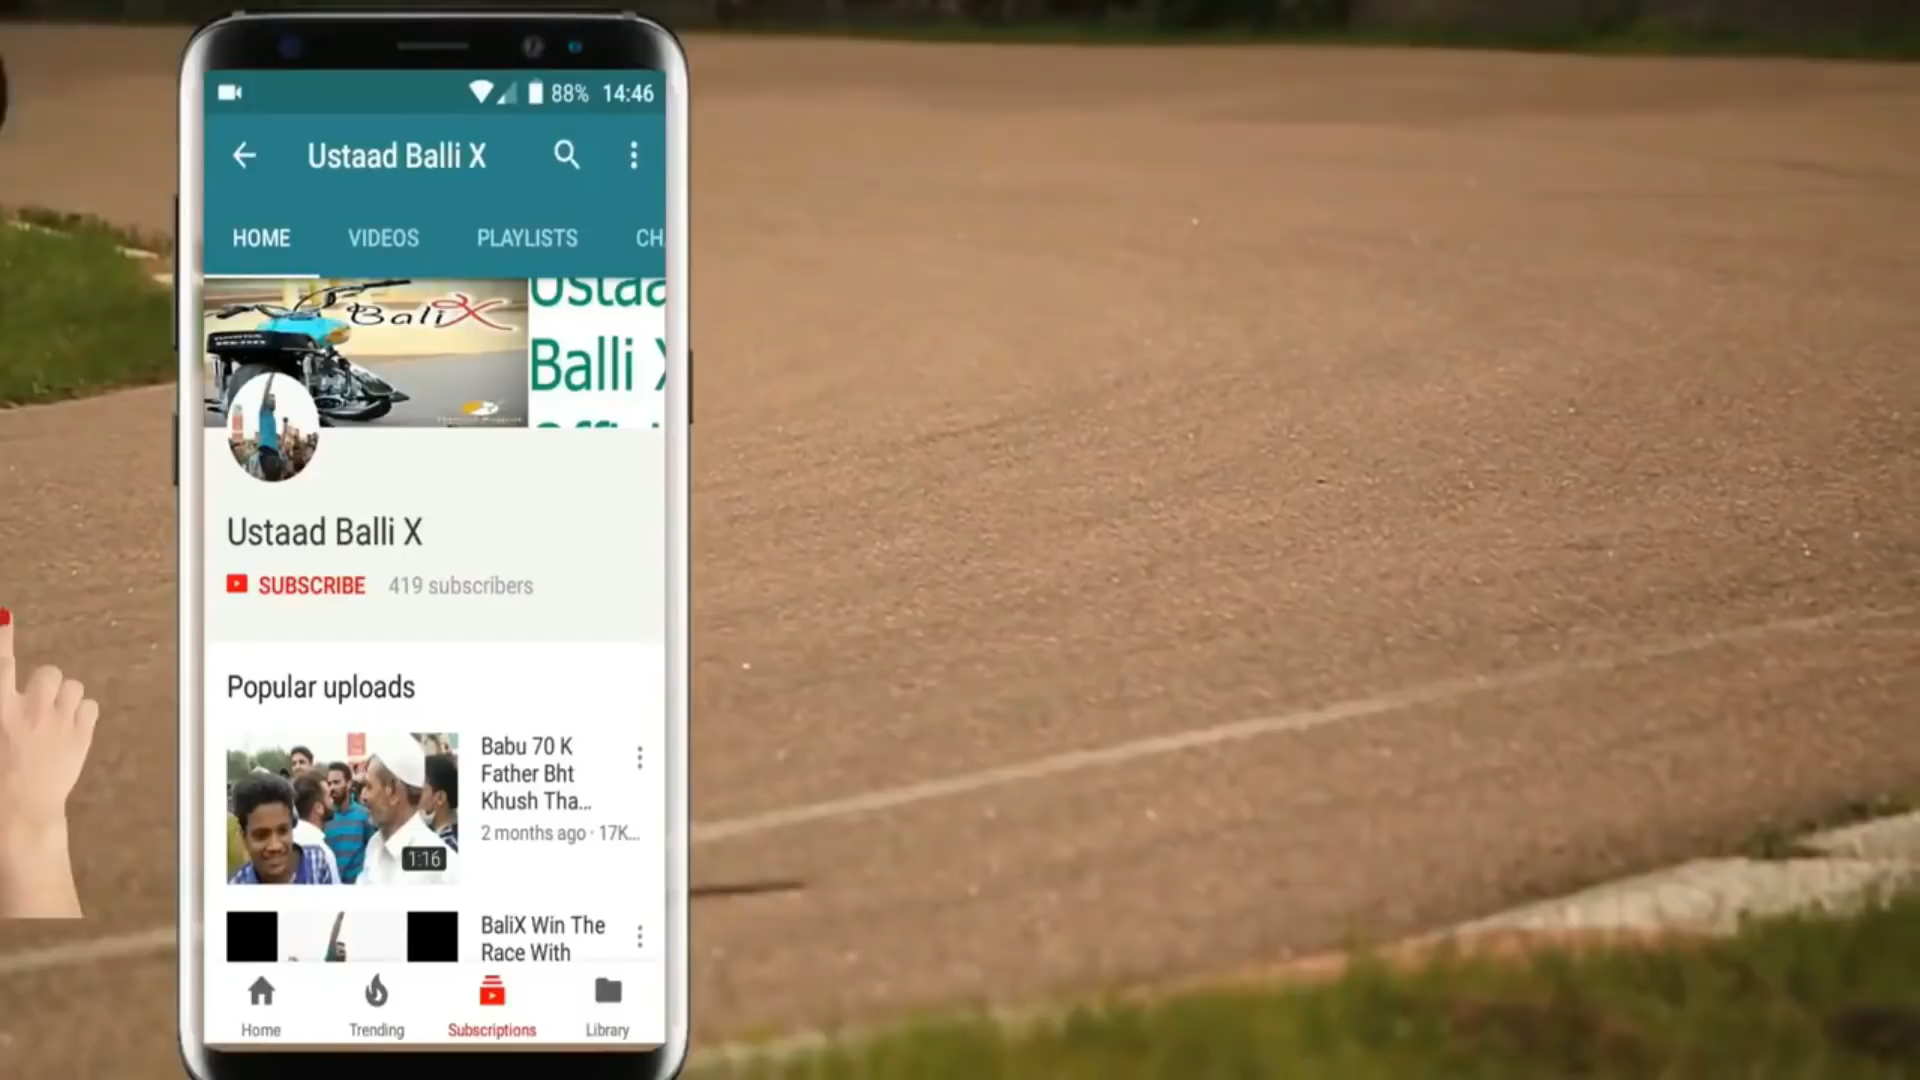 88% 14:46
Ustaad Balli X
HOME VIDEOS PLAYLISTS CH
BaliX
Ustaa
Balli X
Ustaad Balli X
SUBSCRIBE 419 subscribers
Popular uploads
Babu 70 K
Father Bht
Khush Tha...
2 months ago · 17K...
1:16
BaliX Win The
Race With
Home Trending Subscriptions Library